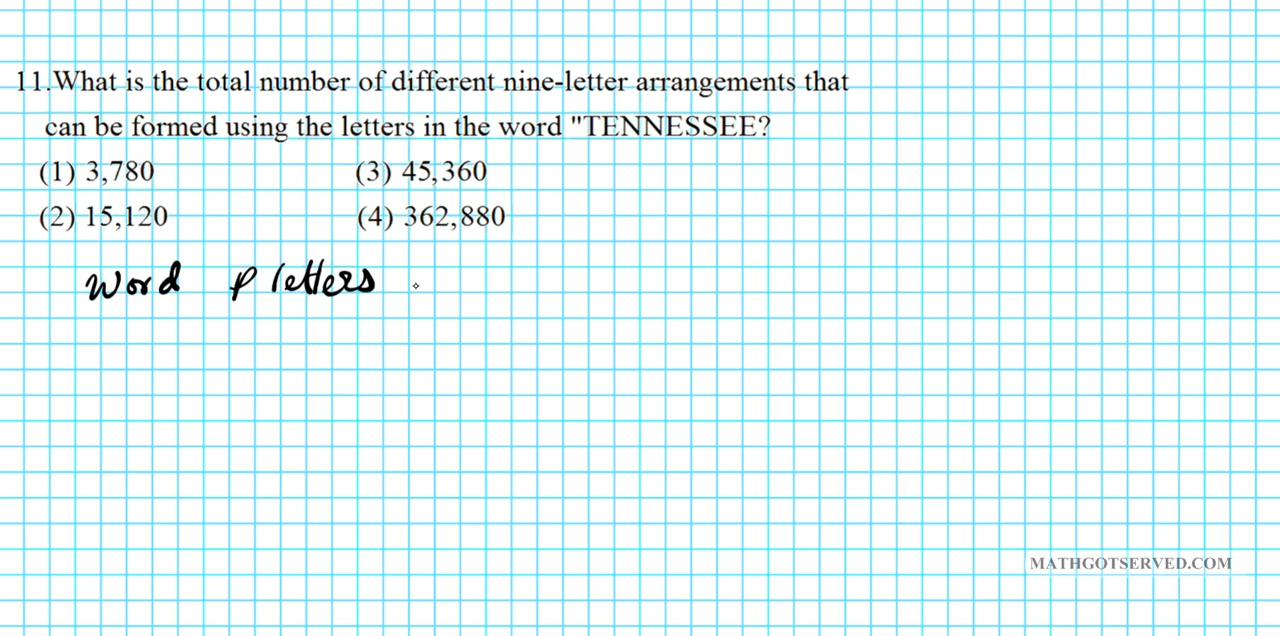 11.What is the total number of different nine-letter arrangements that
can be formed using the letters in the word "TENNESSEE?
(1) 3,780 (3) 45,360
(2) 15,120 (4) 362,880
word p letters
MATHGOTSERVED.COM